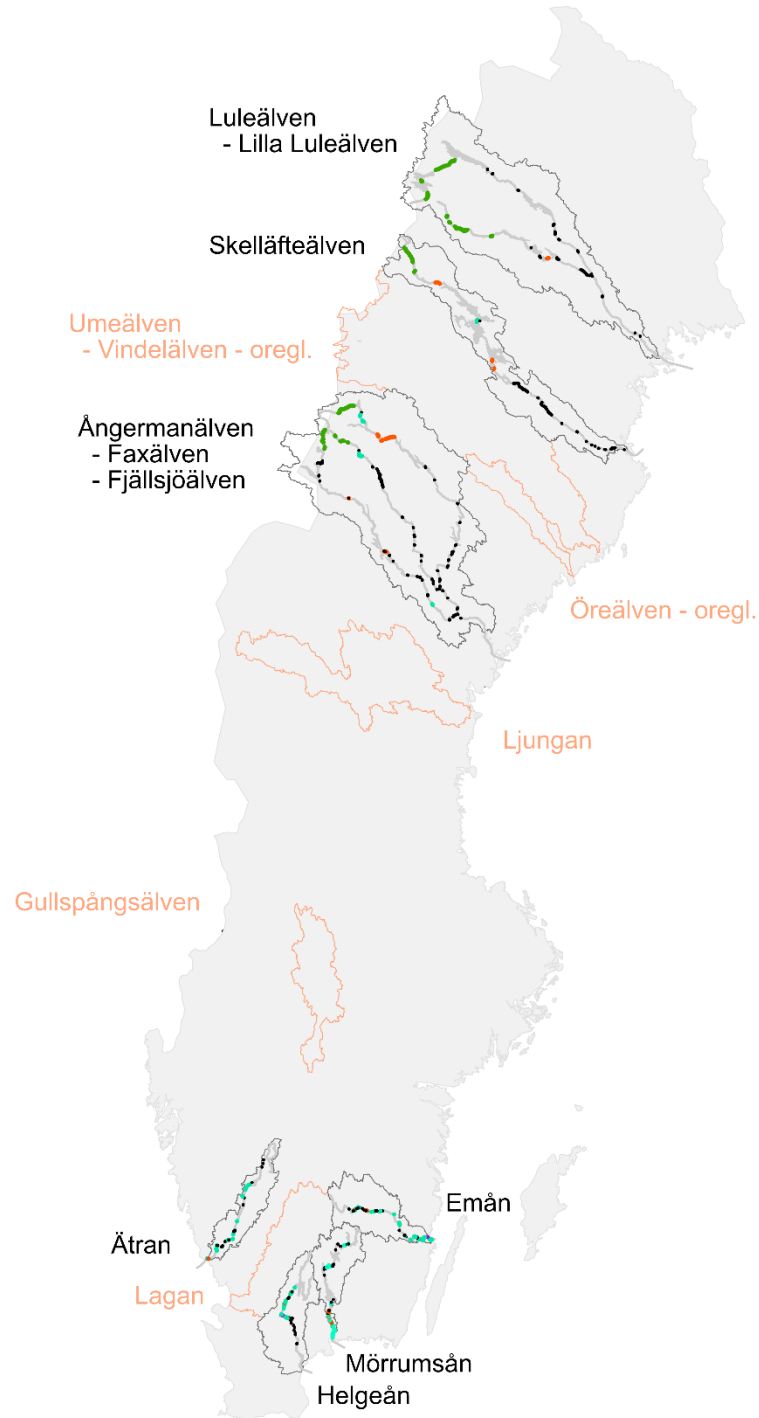 Luleälven
- Lilla Luleälven
Skelläfteälven
Umeälven
- Vindelälven - oregl.
Ångermanälven
- Faxälven
- Fjällsjöälven
Öreälven - oregl.
Ljungan
Gullspångsälven
Emån
Ätran
Lagan
Mörrumsån
Helgeån